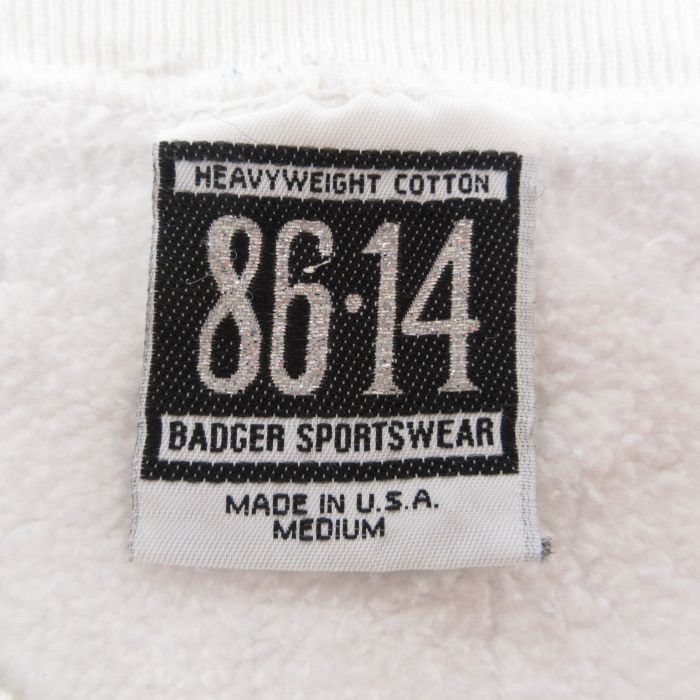 HEAVYWEIGHT COTTON
86·14
BADGER SPORTSWEAR
MADE IN U.S.A.
MEDIUM